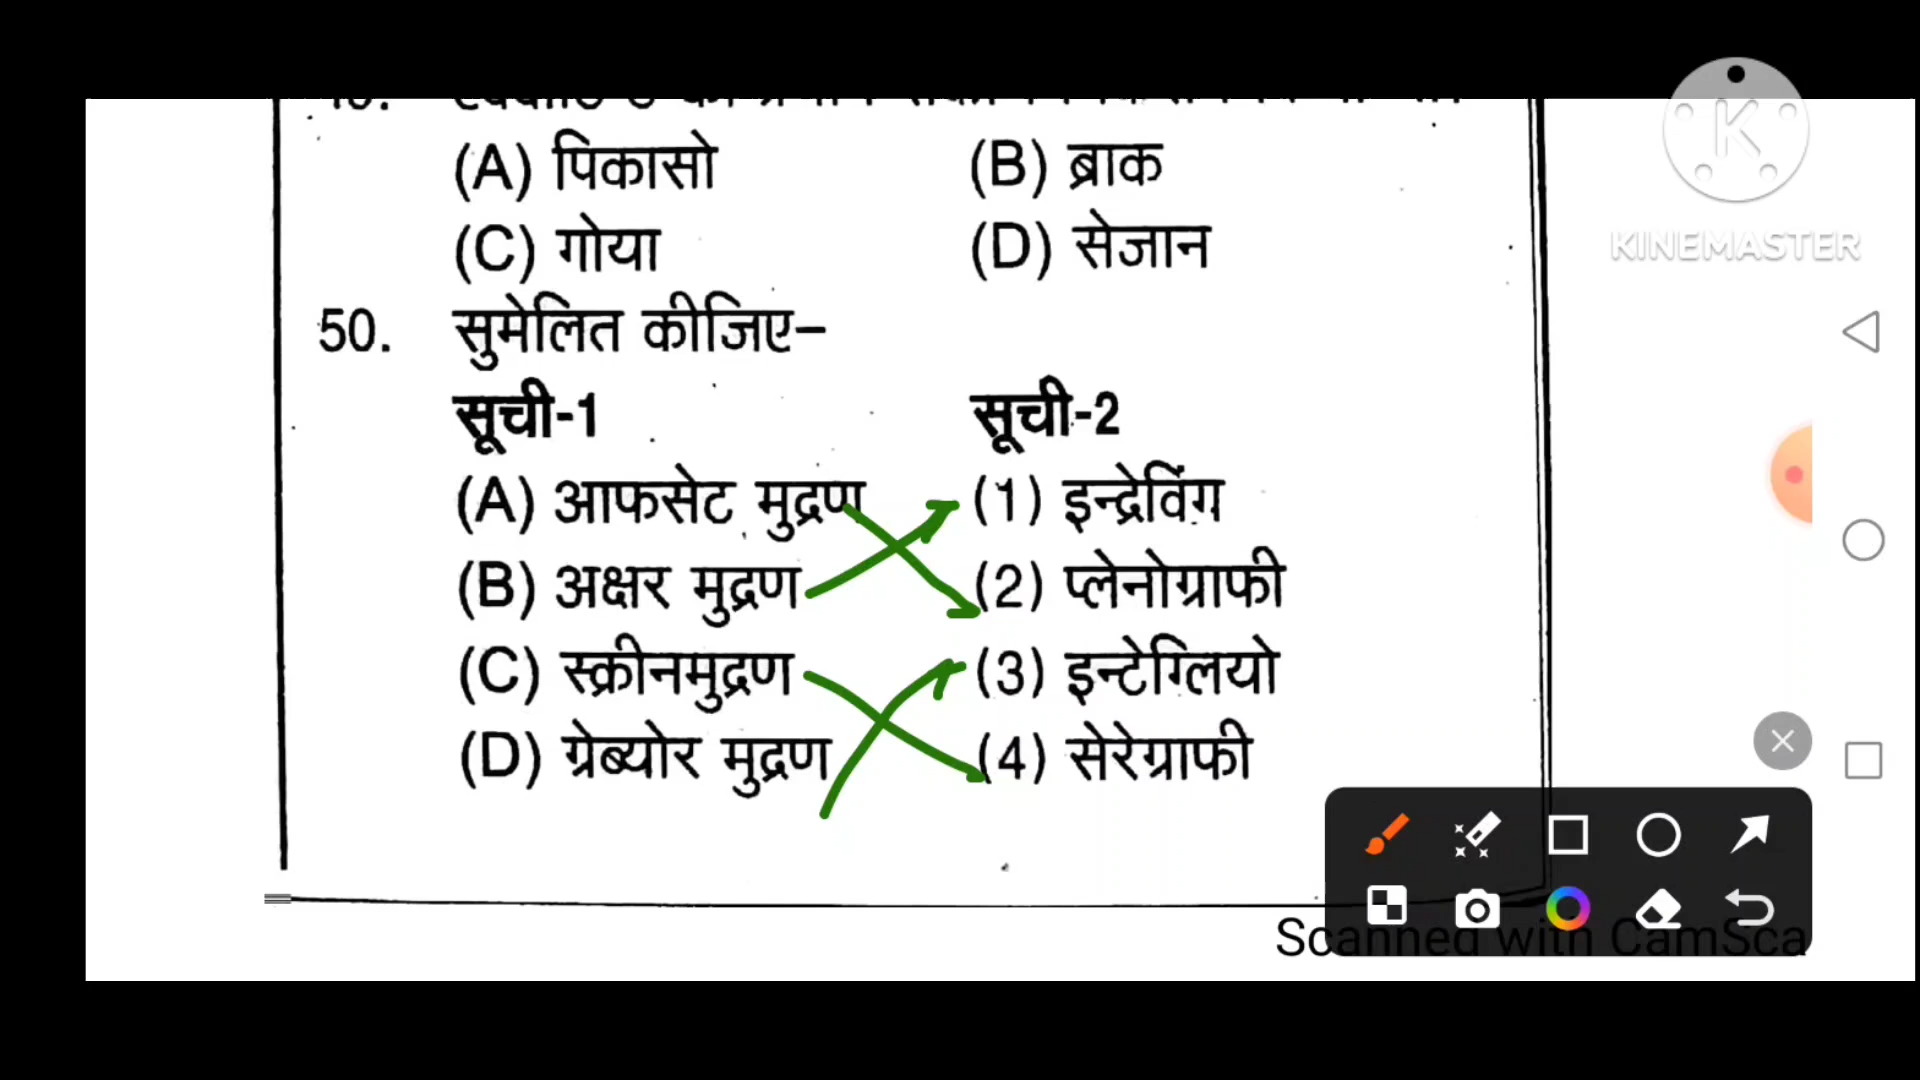 (A) पिकासो (B) ब्राक
(C) गोया (D) सेजान
50. सुमेलित कीजिए–
सूची-1 सूची-2
(A) आफसेट मुद्रण (1) इन्द्रेविंग
(B) अक्षर मुद्रण (2) प्लेनोग्राफी
(C) स्क्रीनमुद्रण (3) इन्टेग्लियो
(D) ग्रेब्योर मुद्रण (4) सेरेग्राफी
Scanned with CamSca
K
KINEMASTER